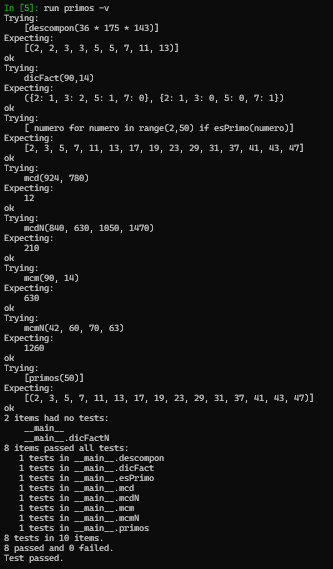 In [5]: run primos -v
Trying:
    [descompon(36 * 175 * 143)]
Expecting:
    [(2, 2, 3, 3, 5, 5, 7, 11, 13)]
ok
Trying:
    dicFact(90,14)
Expecting:
    ({2: 1, 3: 2, 5: 1, 7: 0}, {2: 1, 3: 0, 5: 0, 7: 1})
ok
Trying:
    [ numero for numero in range(2,50) if esPrimo(numero)]
Expecting:
    [2, 3, 5, 7, 11, 13, 17, 19, 23, 29, 31, 37, 41, 43, 47]
ok
Trying:
    mcd(924, 780)
Expecting:
    12
ok
Trying:
    mcdN(840, 630, 1050, 1470)
Expecting:
    210
ok
Trying:
    mcm(90, 14)
Expecting:
    630
ok
Trying:
    mcmN(42, 60, 70, 63)
Expecting:
    1260
ok
Trying:
    [primos(50)]
Expecting:
    [(2, 3, 5, 7, 11, 13, 17, 19, 23, 29, 31, 37, 41, 43, 47)]
ok
2 items had no tests:
    __main__
    __main__.dicFactN
8 items passed all tests:
   1 tests in __main__.descompon
   1 tests in __main__.dicFact
   1 tests in __main__.esPrimo
   1 tests in __main__.mcd
   1 tests in __main__.mcdN
   1 tests in __main__.mcm
   1 tests in __main__.mcmN
   1 tests in __main__.primos
8 tests in 10 items.
8 passed and 0 failed.
Test passed.